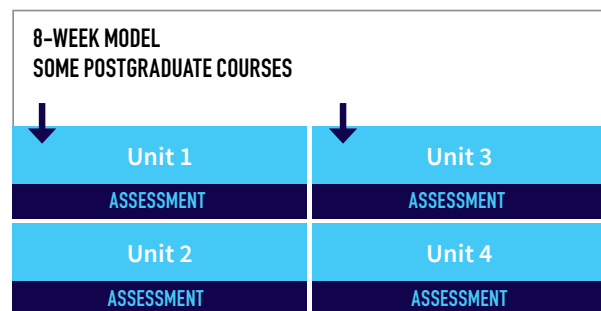 8-WEEK MODEL
SOME POSTGRADUATE COURSES
Unit 1
ASSESSMENT
Unit 2
ASSESSMENT
Unit 3
ASSESSMENT
Unit 4
ASSESSMENT